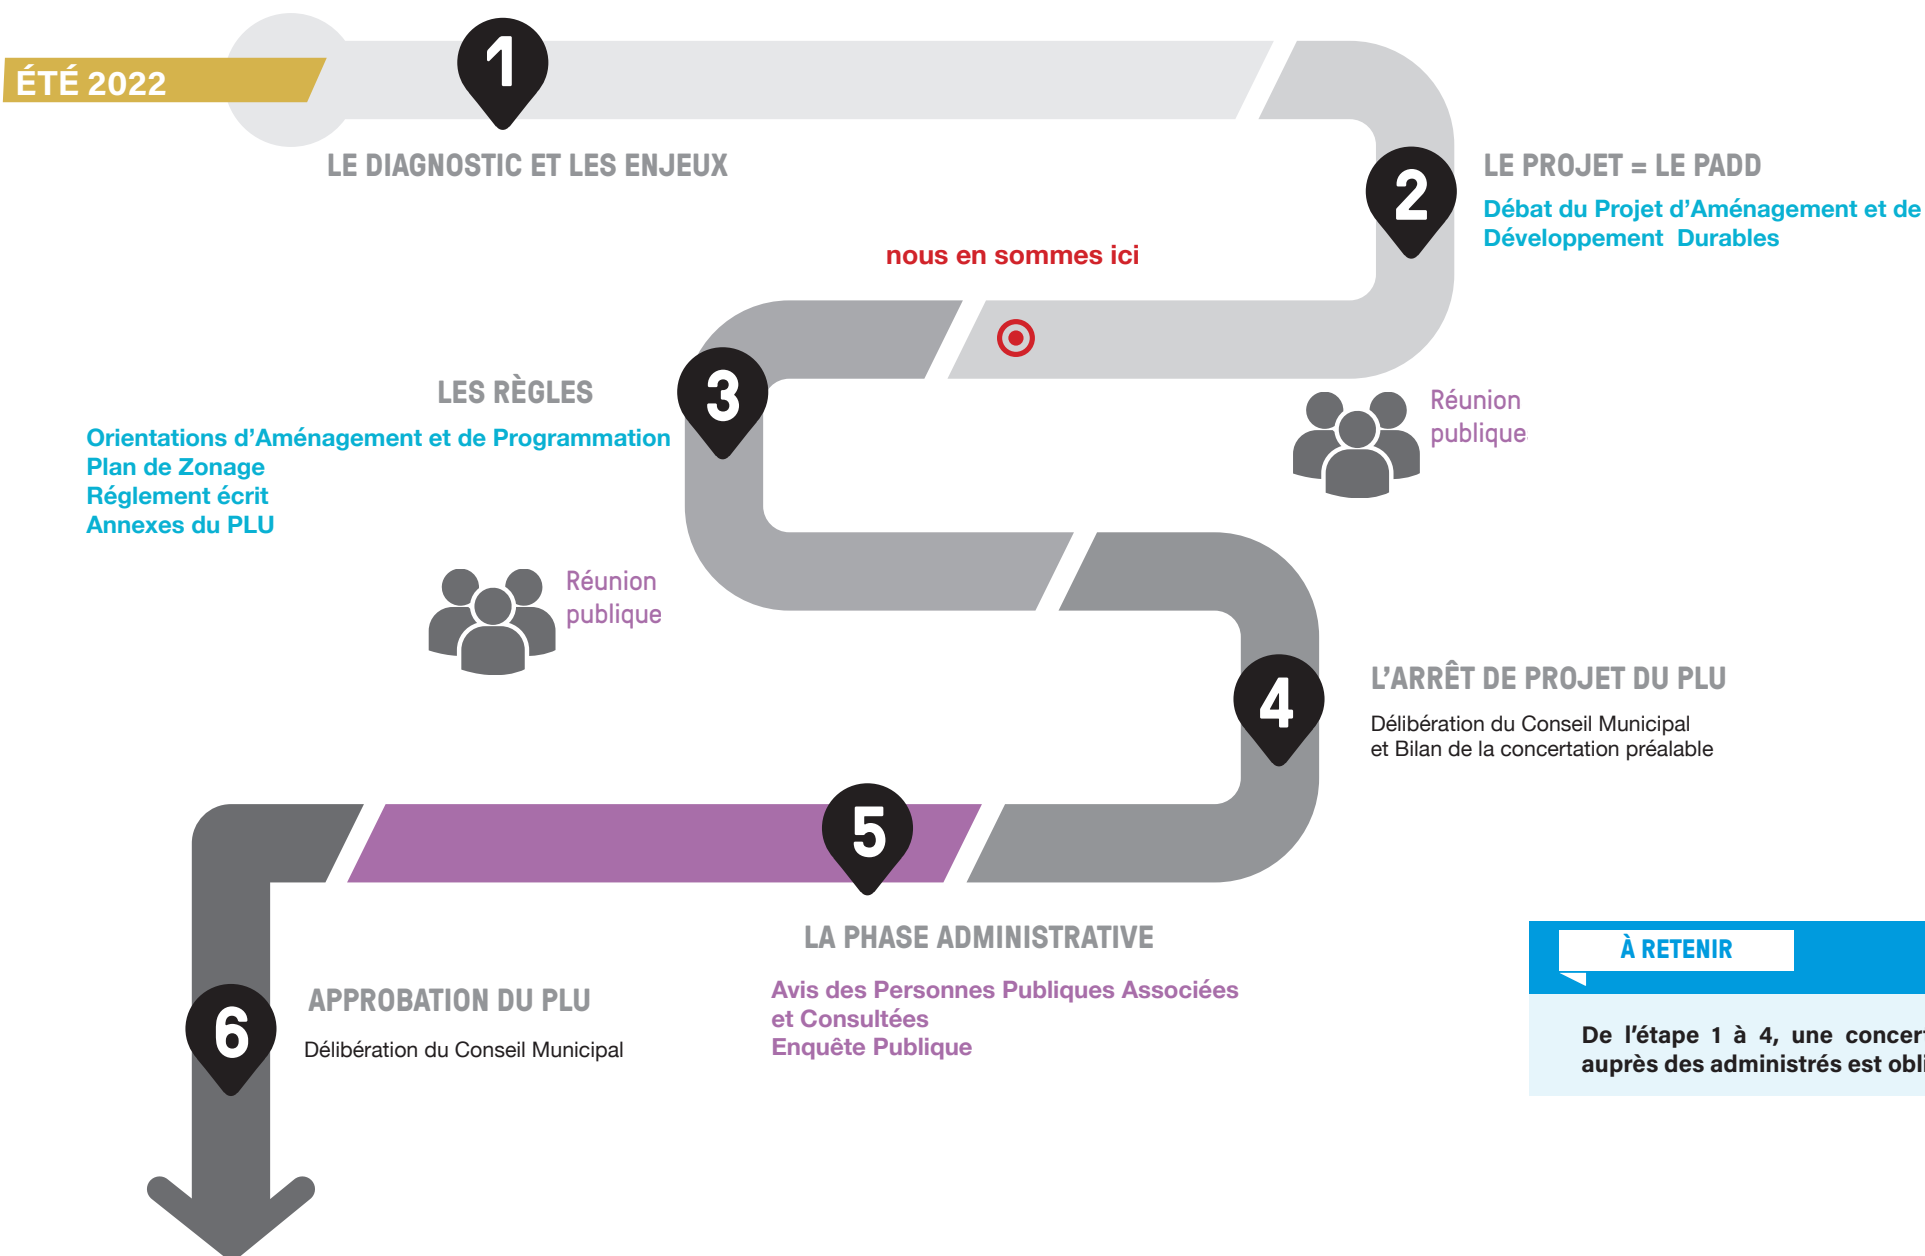 ÉTÉ 2022
1
LE DIAGNOSTIC ET LES ENJEUX
2
LE PROJET = LE PADD
Débat du Projet d’Aménagement et de
Développement Durables
nous en sommes ici
Réunion
publique
3
LES RÈGLES
Orientations d’Aménagement et de Programmation
Plan de Zonage
Réglement écrit
Annexes du PLU
Réunion
publique
4
L’ARRÊT DE PROJET DU PLU
Délibération du Conseil Municipal
et Bilan de la concertation préalable
5
LA PHASE ADMINISTRATIVE
Avis des Personnes Publiques Associées
et Consultées
Enquête Publique
6
APPROBATION DU PLU
Délibération du Conseil Municipal
À RETENIR
De l’étape 1 à 4, une
auprès des administrés est